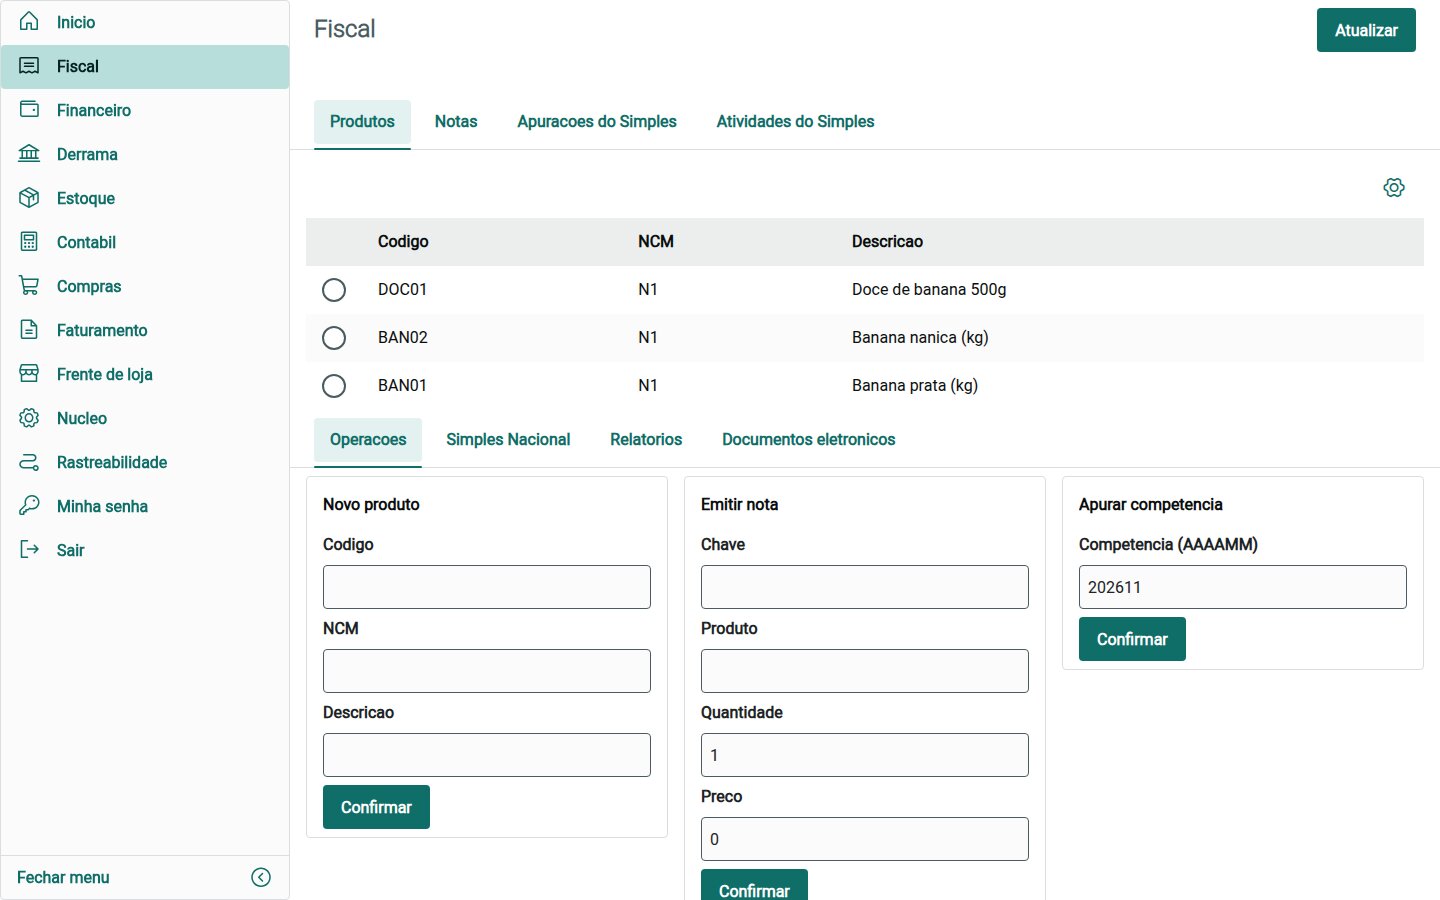 Inicio
Fiscal
Financeiro
Derrama
Estoque
Contabil
Compras
Faturamento
Frente de loja
Nucleo
Rastreabilidade
Minha senha
Sair
Fechar menu
Fiscal
Atualizar
Produtos Notas Apuracoes do Simples Atividades do Simples
Codigo NCM Descricao
DOC01 N1 Doce de banana 500g
BAN02 N1 Banana nanica (kg)
BAN01 N1 Banana prata (kg)
Operacoes Simples Nacional Relatorios Documentos eletronicos
Novo produto
Codigo
NCM
Descricao
Confirmar
Emitir nota
Chave
Produto
Quantidade
1
Preco
0
Confirmar
Apurar competencia
Competencia (AAAAMM)
202611
Confirmar